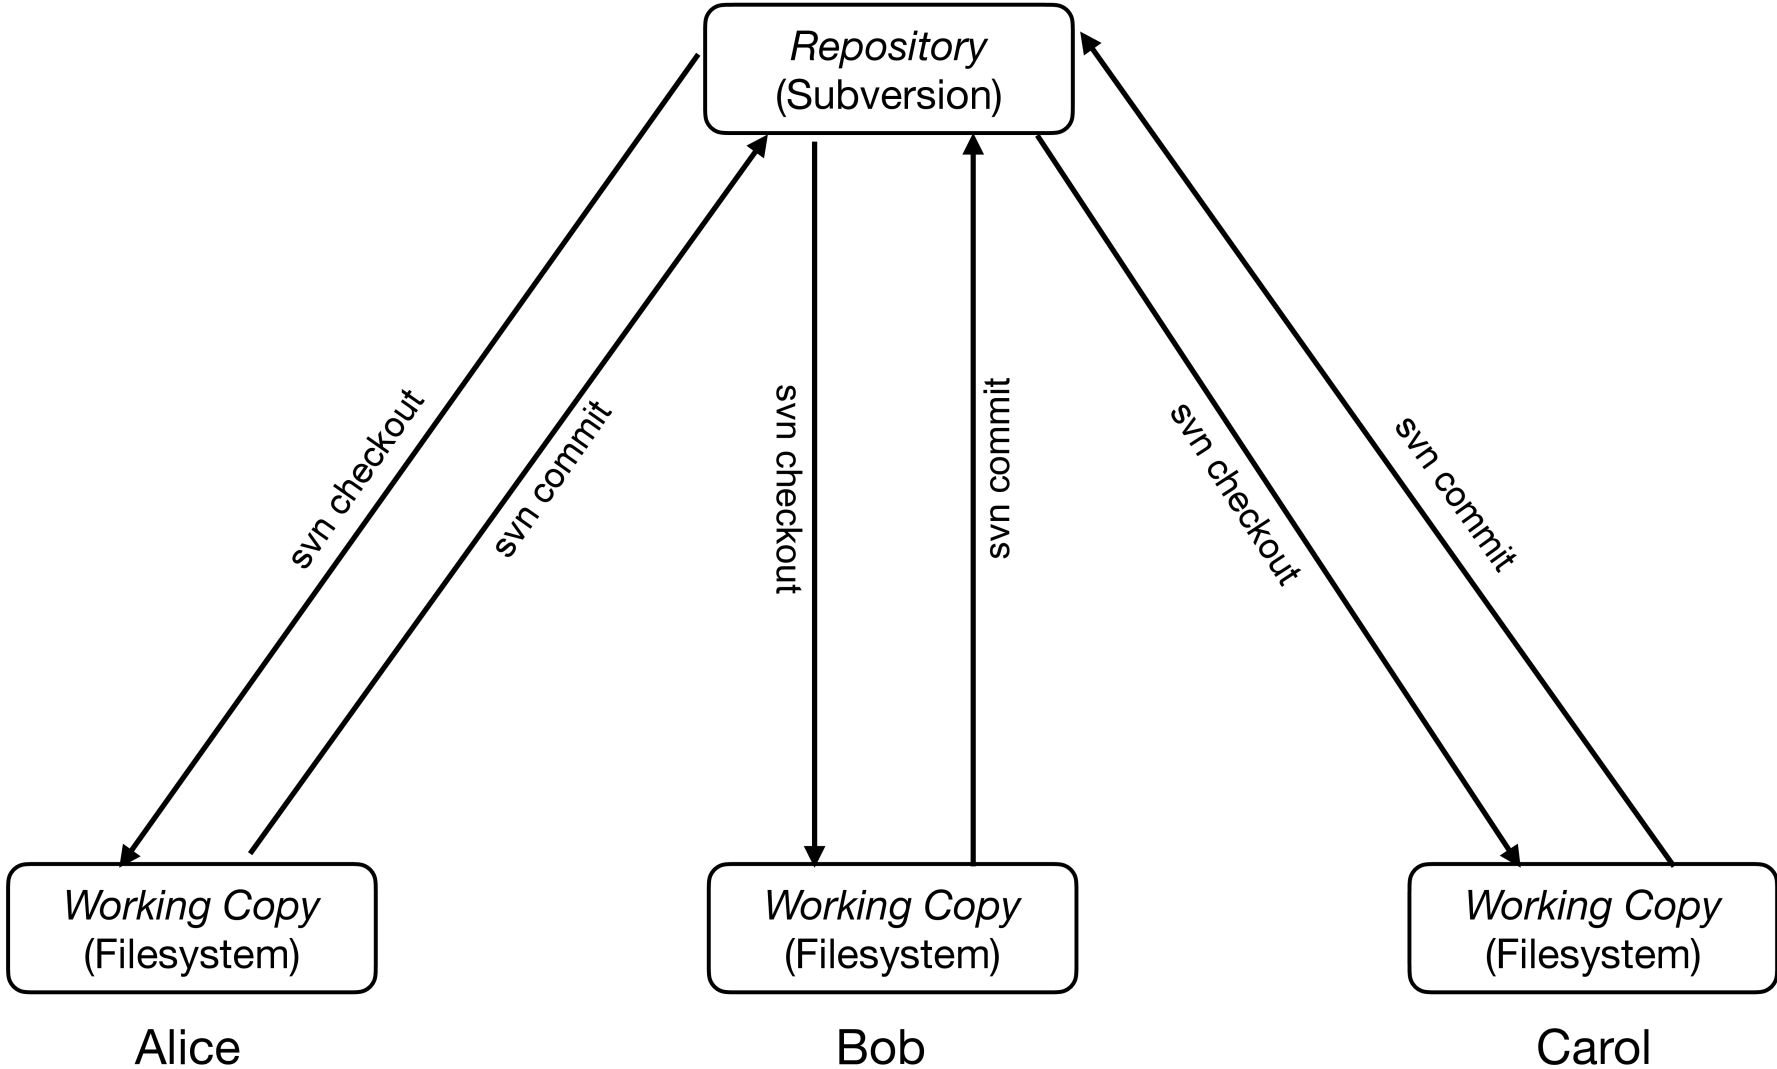 Repository
(Subversion)
svn checkout
svn commit
svn checkout
svn commit
svn checkout
svn commit
Working Copy
(Filesystem)
Working Copy
(Filesystem)
Working Copy
(Filesystem)
Alice
Bob
Carol